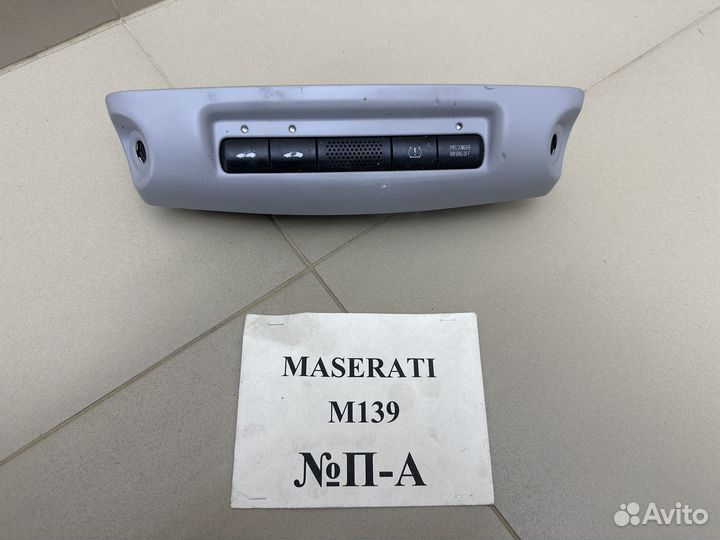 PASSENGER
AIRBAG OFF
MASERATI
M139
№П-А
Avito